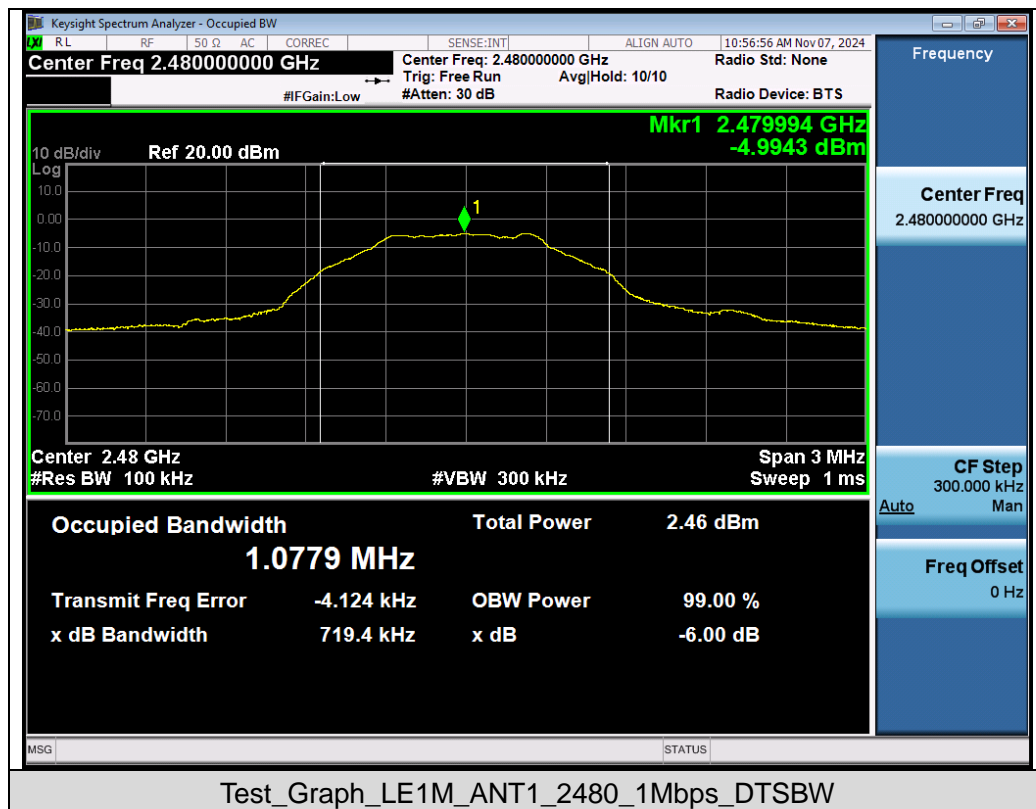 Keysight Spectrum Analyzer - Occupied BW
LXI RL RF 50 Ω AC CORREC SENSE:INT ALIGN AUTO 10:56:56 AM Nov 07, 2024
Center Freq 2.480000000 GHz Center Freq: 2.480000000 GHz Radio Std: None
Trig: Free Run Avg|Hold: 10/10
#IFGain:Low #Atten: 30 dB Radio Device: BTS
Frequency
Mkr1 2.479994 GHz
-4.9943 dBm
10 dB/div Ref 20.00 dBm
Log
10.0
0.00
-10.0
-20.0
-30.0
-40.0
-50.0
-60.0
-70.0
1
Center 2.48 GHz Span 3 MHz
#Res BW 100 kHz #VBW 300 kHz Sweep 1 ms
Center Freq
2.480000000 GHz
CF Step
300.000 kHz
Auto Man
Freq Offset
0 Hz
Occupied Bandwidth Total Power 2.46 dBm
1.0779 MHz
Transmit Freq Error -4.124 kHz OBW Power 99.00 %
x dB Bandwidth 719.4 kHz x dB -6.00 dB
MSG STATUS
Test_Graph_LE1M_ANT1_2480_1Mbps_DTSBW